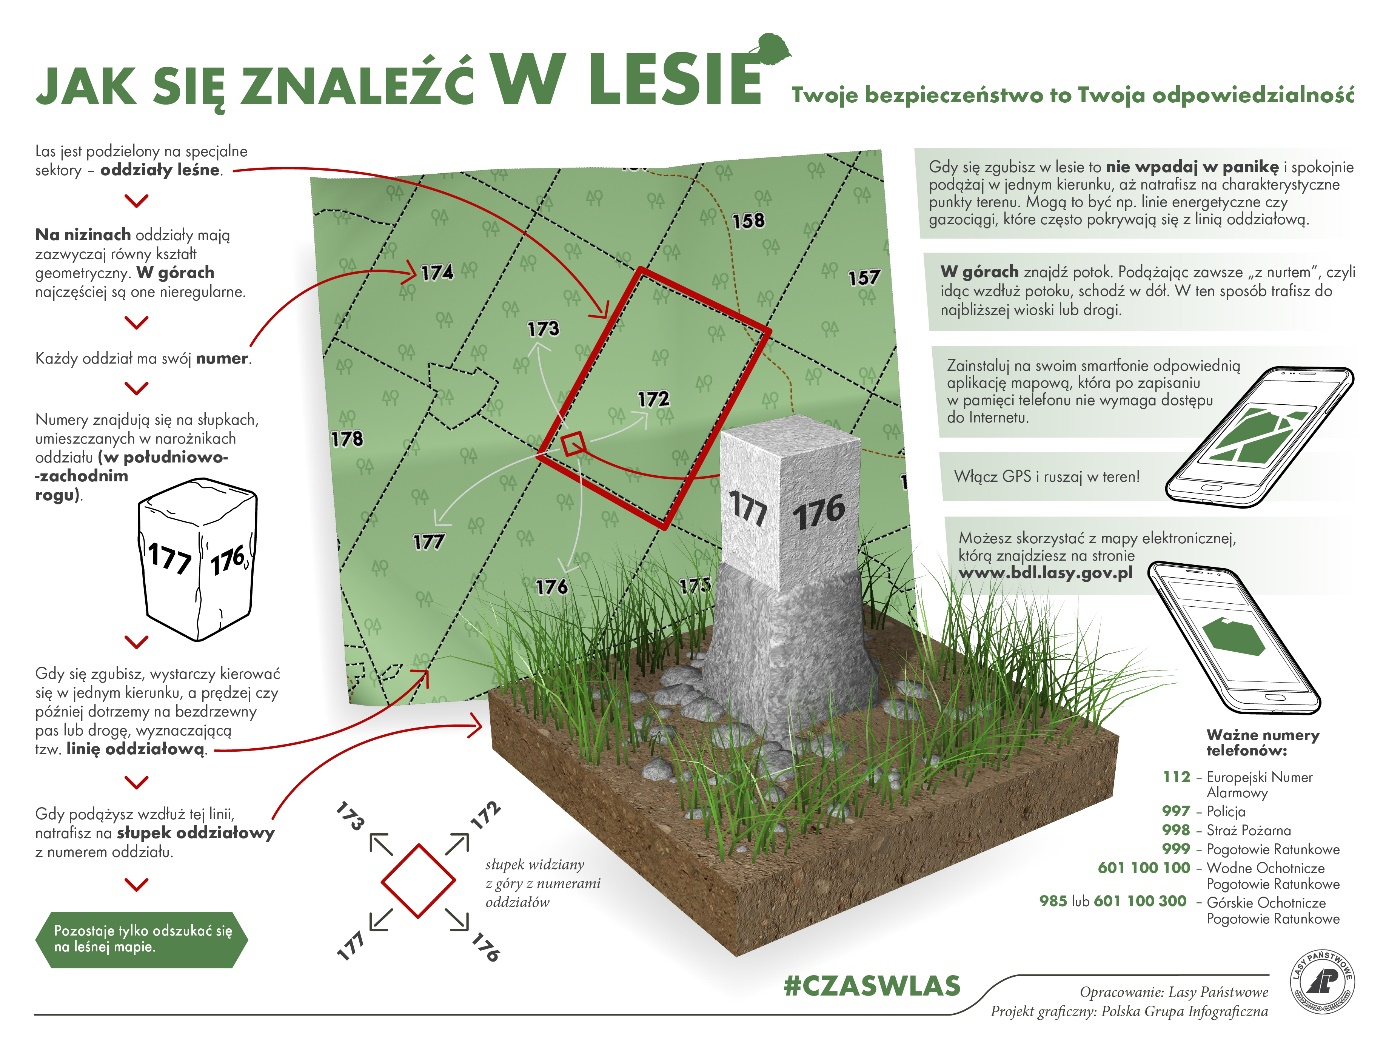 JAK SIĘ ZNALEŹĆ W LESIE
Twoje bezpieczeństwo to Twoja odpowiedzialność
Las jest podzielony na specjalne
sektory – oddziały leśne.
Na nizinach oddziały mają
zazwyczaj równy kształt
geometryczny. W górach
najczęściej są one nieregularne.
Każdy oddział ma swój numer.
Numery znajdują się na słupkach,
umieszczanych w narożnikach
oddziału (w południowo-
-zachodnim
rogu).
177 176
Gdy się zgubisz, wystarczy kierować
się w jednym kierunku, a prędzej czy
później dotrzemy na bezdrzewny
pas lub drogę, wyznaczającą
tzw. linię oddziałową.
Gdy podążysz wzdłuż tej linii,
natrafisz na słupek oddziałowy
z numerem oddziału.
Pozostaje tylko odszukać się
na leśnej mapie.
158
174
157
173
172
178
177
176
175
177 176
173 172
177 176
słupek widziany
z góry z numerami
oddziałów
Gdy się zgubisz w lesie to nie wpadaj w panikę i spokojnie
podążaj w jednym kierunku, aż natrafisz na charakterystyczne
punkty terenu. Mogą to być np. linie energetyczne czy
gazociągi, które często pokrywają się z linią oddziałową.
W górach znajdź potok. Podążając zawsze „z nurtem”, czyli
idąc wzdłuż potoku, schodź w dół. W ten sposób trafisz do
najbliższej wioski lub drogi.
Zainstaluj na swoim smartfonie odpowiednią
aplikację mapową, która po zapisaniu
w pamięci telefonu nie wymaga dostępu
do Internetu.
Włącz GPS i ruszaj w teren!
Możesz skorzystać z mapy elektronicznej,
którą znajdziesz na stronie
www.bdl.lasy.gov.pl
Ważne numery
telefonów:
112 – Europejski Numer
Alarmowy
997 – Policja
998 – Straż Pożarna
999 – Pogotowie Ratunkowe
601 100 100 – Wodne Ochotnicze
Pogotowie Ratunkowe
985 lub 601 100 300 – Górskie Ochotnicze
Pogotowie Ratunkowe
#CZASWLAS
Opracowanie: Lasy Państwowe
Projekt graficzny: Polska Grupa Infograficzna
LASY PAŃSTWOWE